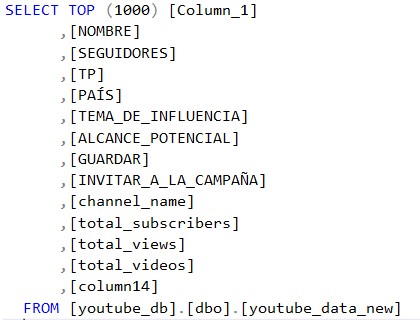 SELECT TOP (1000) [Column_1]
,[NOMBRE]
,[SEGUIDORES]
,[TP]
,[PAÍS]
,[TEMA_DE_INFLUENCIA]
,[ALCANCE_POTENCIAL]
,[GUARDAR]
,[INVITAR_A_LA_CAMPAÑA]
,[channel_name]
,[total_subscribers]
,[total_views]
,[total_videos]
,[column14]
FROM [youtube_db].[dbo].[youtube_data_new]